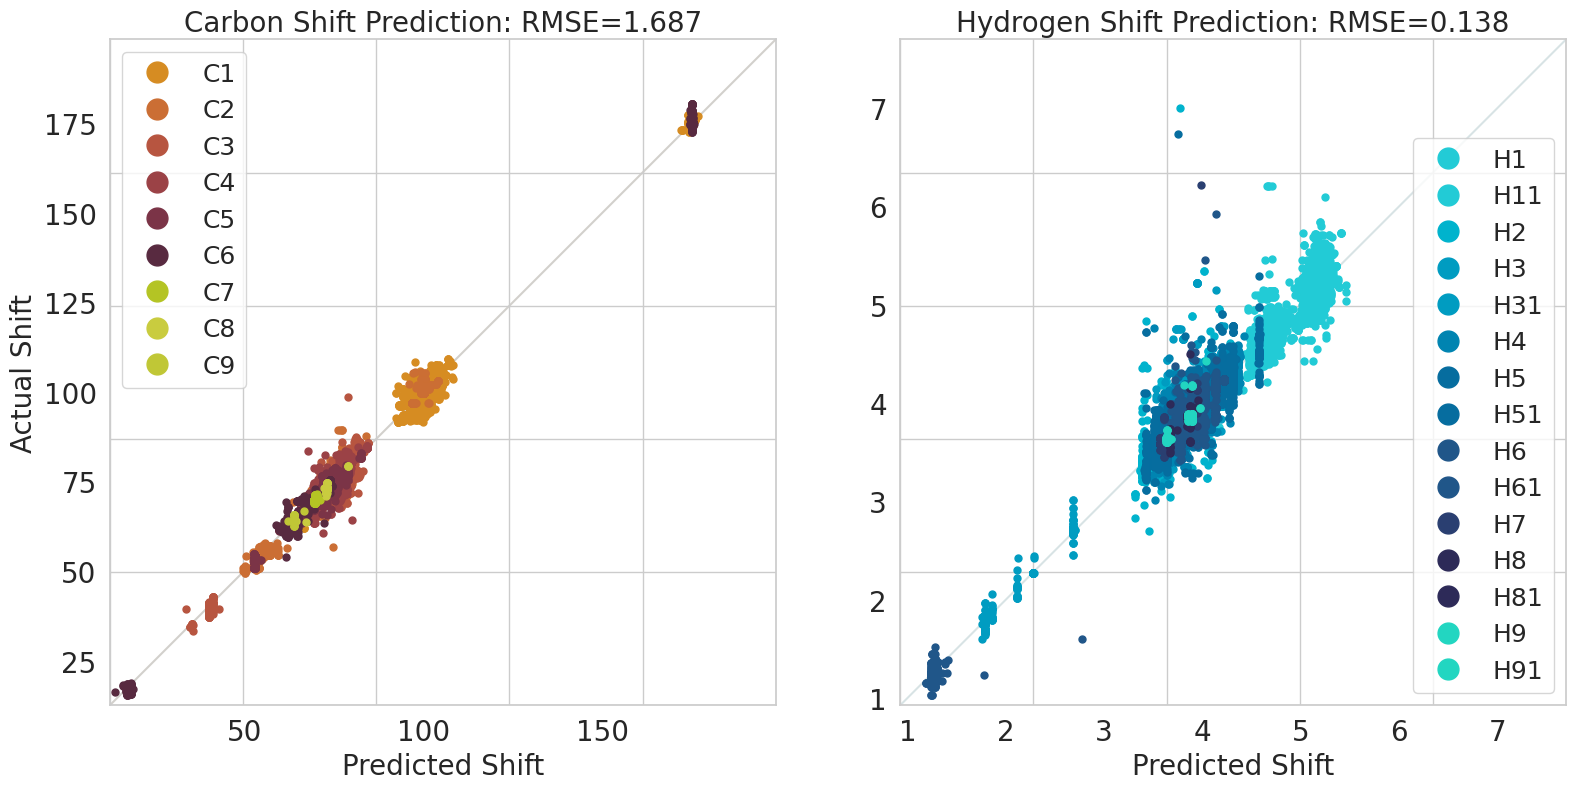 Carbon Shift Prediction: RMSE=1.687
C1
C2
C3
C4
C5
C6
C7
C8
C9
175
150
125
100
75
50
25
Actual Shift
50 100 150
Predicted Shift
Hydrogen Shift Prediction: RMSE=0.138
7
6
5
4
3
2
1
H1
H11
H2
H3
H31
H4
H5
H51
H6
H61
H7
H8
H81
H9
H91
1 2 3 4 5 6 7
Predicted Shift